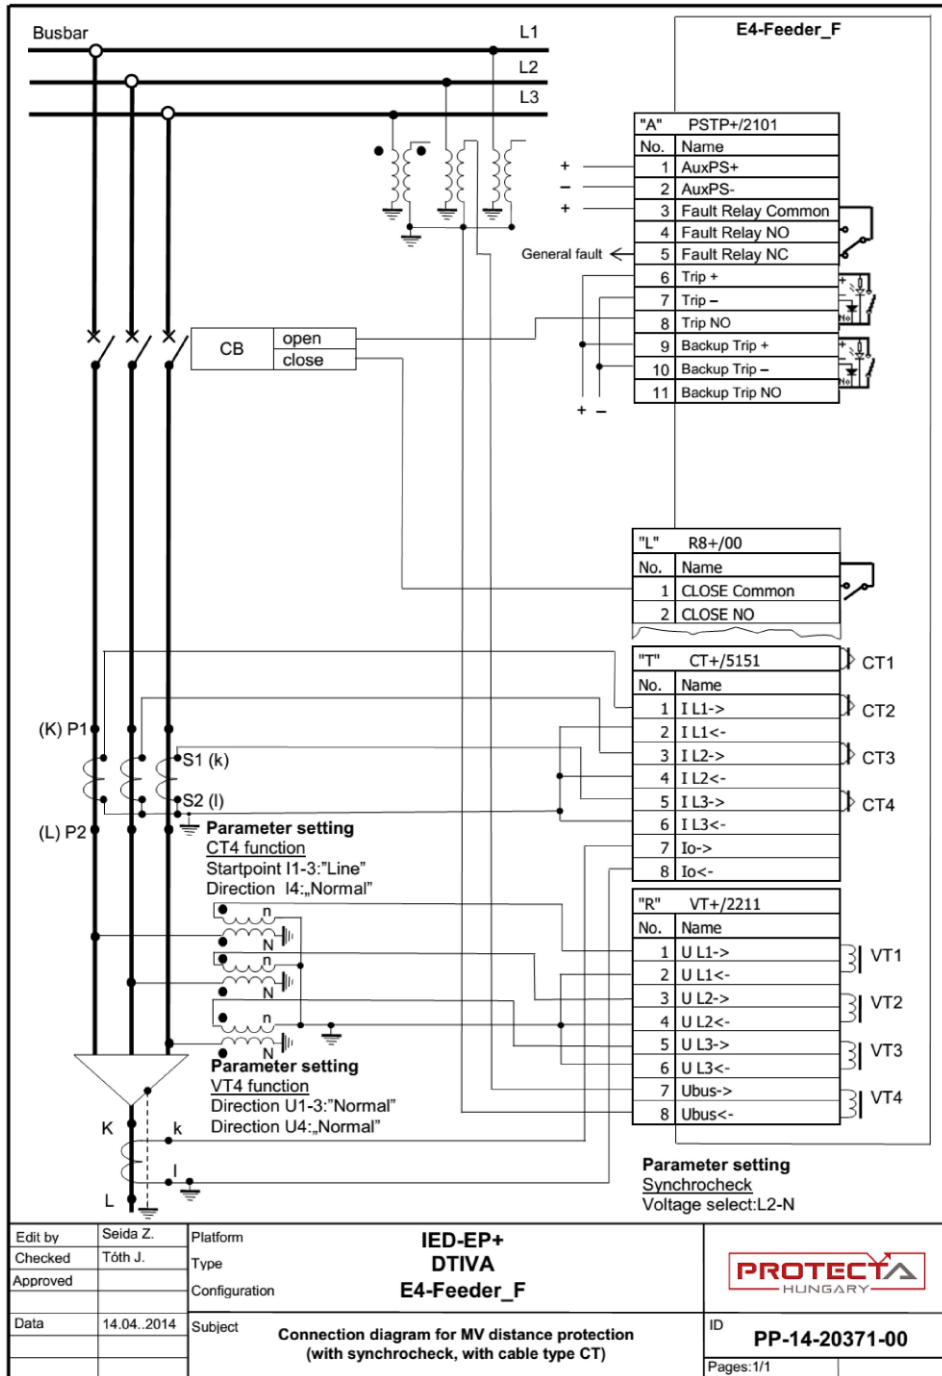 Busbar
L1
L2
L3
E4-Feeder_F
"A" PSTP+/2101
No. Name
+ 1 AuxPS+
– 2 AuxPS-
+ 3 Fault Relay Common
4 Fault Relay NO
General fault 5 Fault Relay NC
6 Trip +
7 Trip –
8 Trip NO
9 Backup Trip +
10 Backup Trip –
11 Backup Trip NO
+ –
+ –
No
+ –
No
CB open
close
"L" R8+/00
No. Name
1 CLOSE Common
2 CLOSE NO
"T" CT+/5151
No. Name
1 I L1->
2 I L1<-
3 I L2->
4 I L2<-
5 I L3->
6 I L3<-
7 Io->
8 Io<-
CT1
CT2
CT3
CT4
(K) P1
S1 (k)
S2 (l)
(L) P2
Parameter setting
CT4 function
Startpoint I1-3:"Line"
Direction I4:„Normal”
"R" VT+/2211
No. Name
1 U L1->
2 U L1<-
3 U L2->
4 U L2<-
5 U L3->
6 U L3<-
7 Ubus->
8 Ubus<-
VT1
VT2
VT3
VT4
n
N
n
N
n
N
Parameter setting
VT4 function
Direction U1-3:"Normal"
Direction U4:„Normal”
K
k
l
L
Parameter setting
Synchrocheck
Voltage select:L2-N
Edit by Seida Z.
Checked Tóth J.
Approved
Data 14.04..2014
Platform IED-EP+
Type DTIVA
Configuration E4-Feeder_F
Subject Connection diagram for MV distance protection
(with synchrocheck, with cable type CT)
PROTECTA
HUNGARY
ID
PP-14-20371-00
Pages:1/1